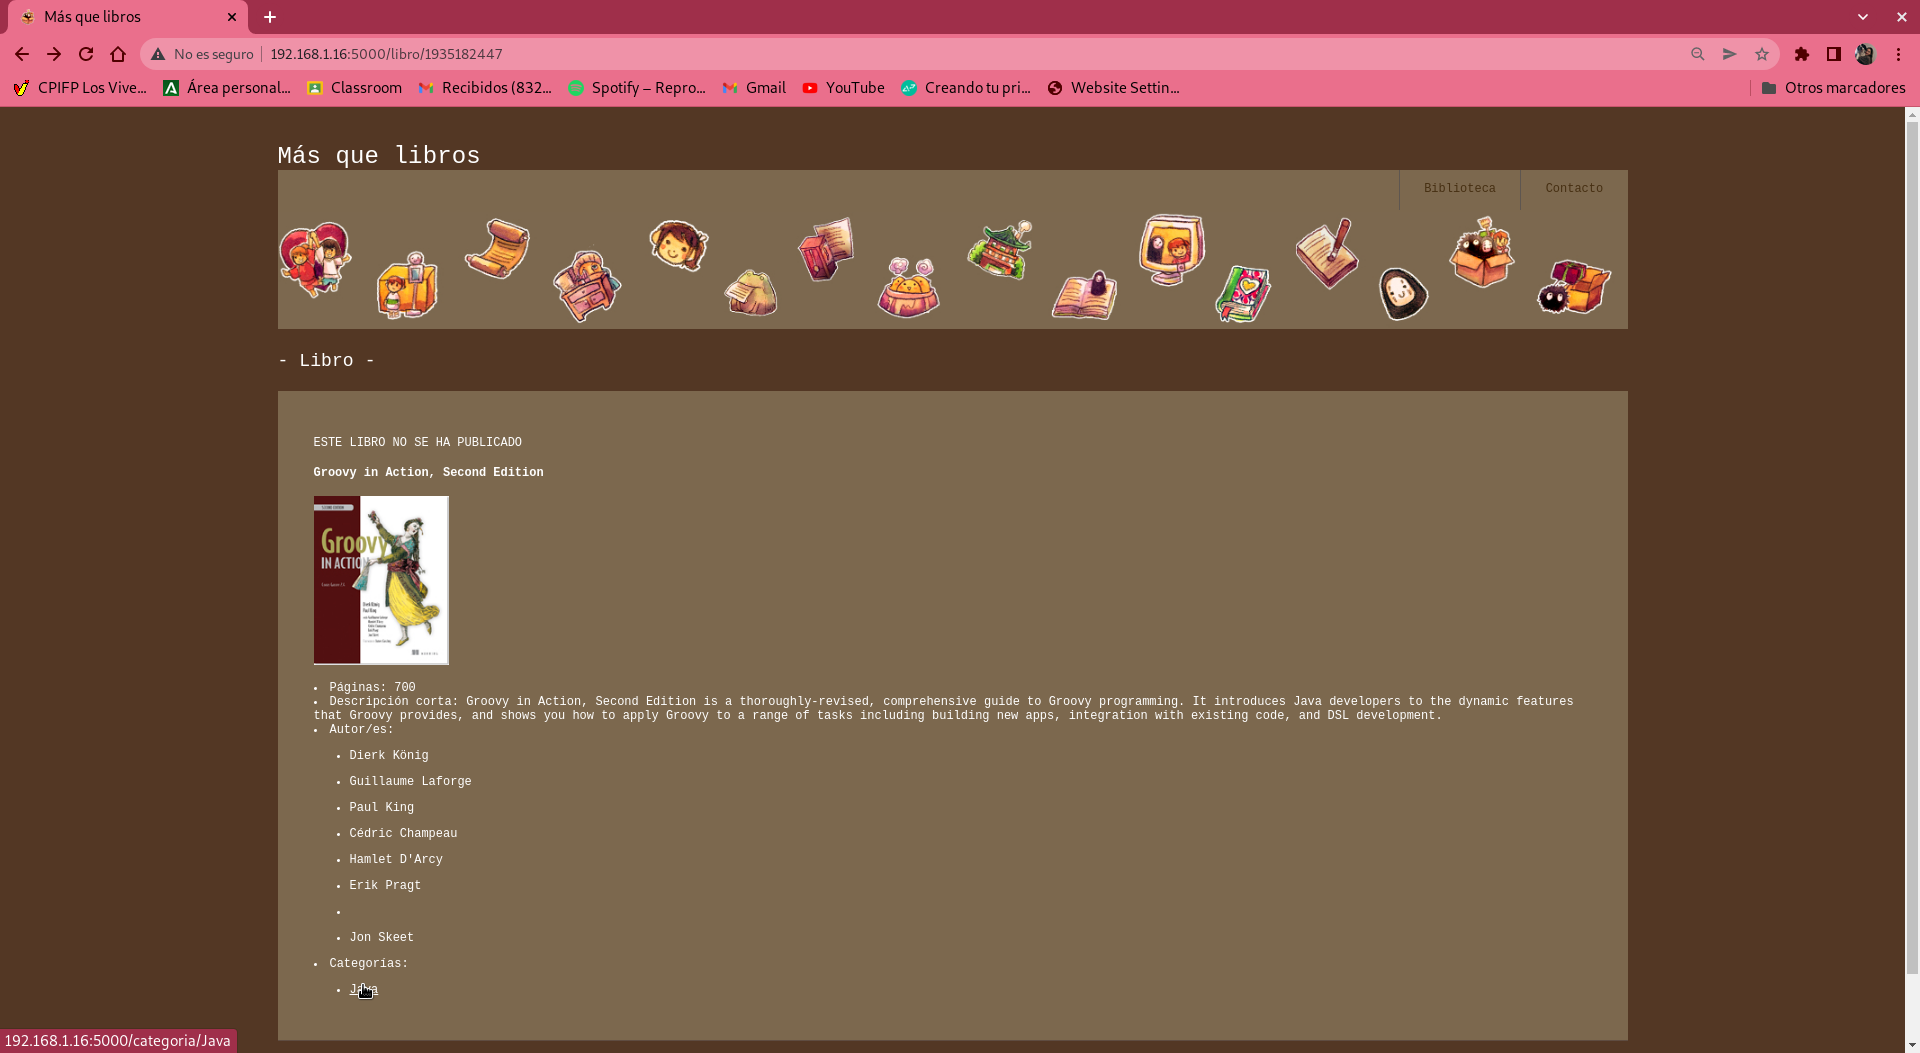 Más que libros
No es seguro
192.168.1.16:5000/libro/1935182447
CPIFP Los Vive...
Área personal...
Classroom
Recibidos (832...
Spotify – Repro...
Gmail
YouTube
Creando tu pri...
Website Settin...
Otros marcadores
Más que libros
Biblioteca
Contacto
- Libro -
ESTE LIBRO NO SE HA PUBLICADO
Groovy in Action, Second Edition
Groovy
IN ACTION
• Páginas: 700
• Descripción corta: Groovy in Action, Second Edition is a thoroughly-revised, comprehensive guide to Groovy programming. It introduces Java developers to the dynamic features
that Groovy provides, and shows you how to apply Groovy to a range of tasks including building new apps, integration with existing code, and DSL development.
• Autor/es:
• Dierk König
• Guillaume Laforge
• Paul King
• Cédric Champeau
• Hamlet D'Arcy
• Erik Pragt
•
• Jon Skeet
• Categorías:
• Java
192.168.1.16:5000/categoria/Java